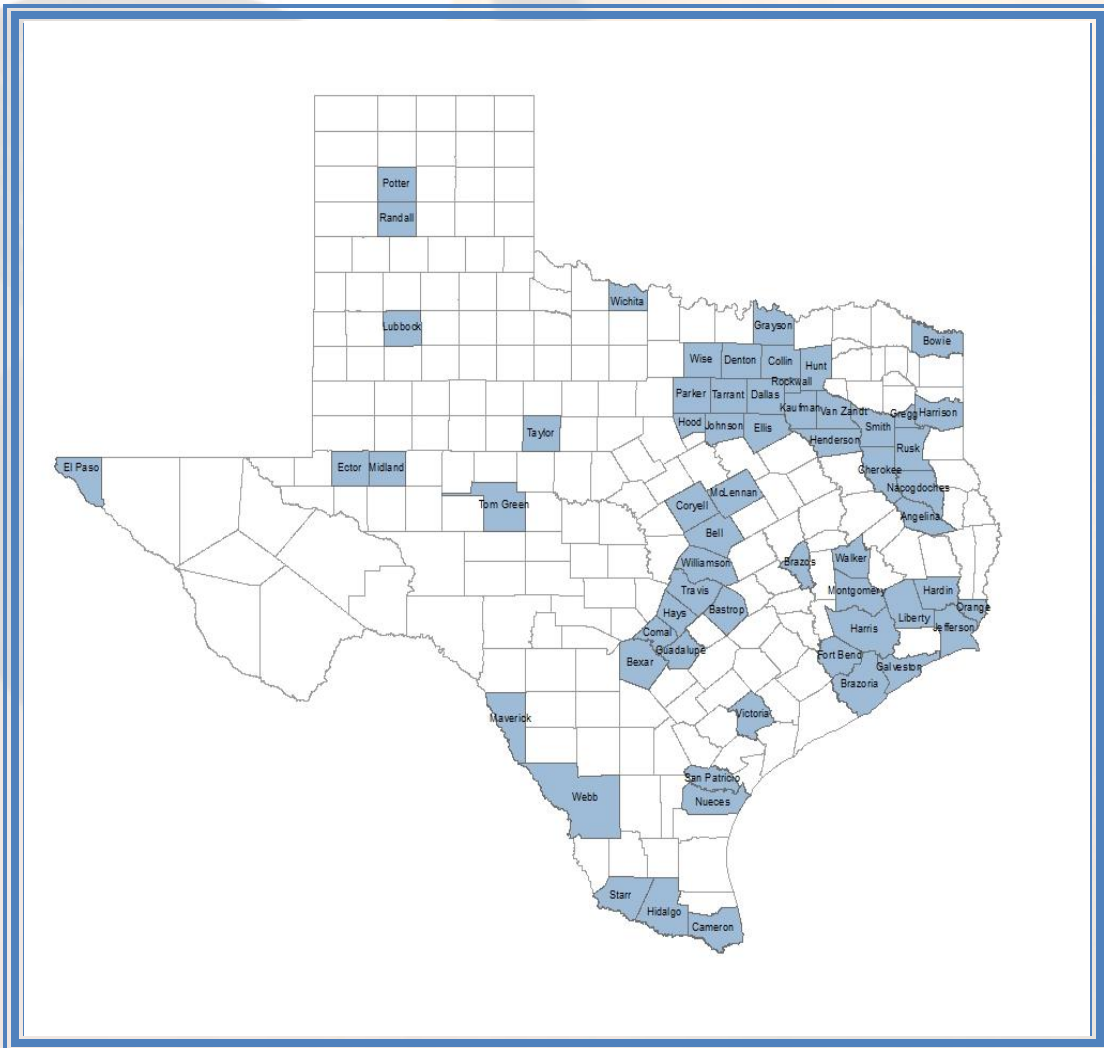 Potter
Randall
Wichita
Lubbock
Grayson
Bowie
Wise
Denton
Collin
Hunt
Rockwall
Parker
Tarrant
Dallas
Kaufman
Van Zandt
Gregg
Harrison
Hood
Johnson
Ellis
Smith
Taylor
Henderson
Rusk
El Paso
Ector
Midland
Cherokee
Nacogdoches
McLennan
Tom Green
Coryell
Angelina
Bell
Williamson
Brazos
Walker
Travis
Montgomery
Hardin
Hays
Bastrop
Orange
Liberty
Comal
Harris
Jefferson
Guadalupe
Bexar
Fort Bend
Galveston
Brazoria
Maverick
Victoria
San Patricio
Webb
Nueces
Starr
Hidalgo
Cameron